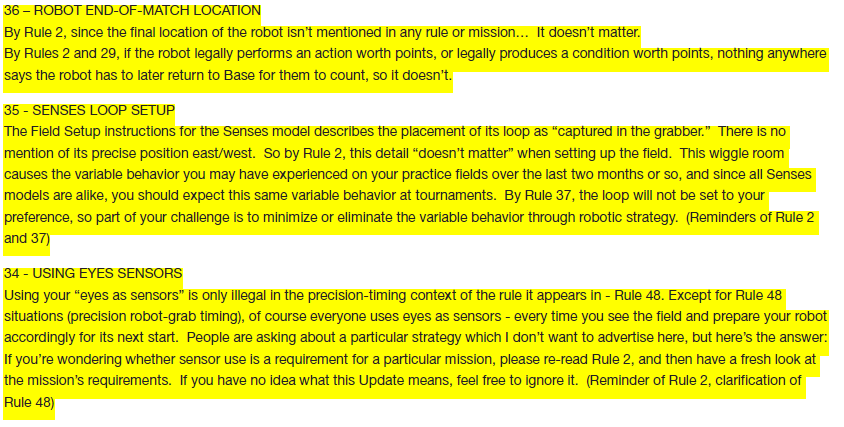 36 – ROBOT END-OF-MATCH LOCATION
By Rule 2, since the final location of the robot isn't mentioned in any rule or mission…  It doesn't matter.
By Rules 2 and 29, if the robot legally performs an action worth points, or legally produces a condition worth points, nothing anywhere
says the robot has to later return to Base for them to count, so it doesn't.
35 - SENSES LOOP SETUP
The Field Setup instructions for the Senses model describes the placement of its loop as “captured in the grabber.”  There is no
mention of its precise position east/west.  So by Rule 2, this detail “doesn't matter” when setting up the field.  This wiggle room
causes the variable behavior you may have experienced on your practice fields over the last two months or so, and since all Senses
models are alike, you should expect this same variable behavior at tournaments.  By Rule 37, the loop will not be set to your
preference, so part of your challenge is to minimize or eliminate the variable behavior through robotic strategy.  (Reminders of Rule 2
and 37)
34 - USING EYES SENSORS
Using your “eyes as sensors” is only illegal in the precision-timing context of the rule it appears in - Rule 48. Except for Rule 48
situations (precision robot-grab timing), of course everyone uses eyes as sensors - every time you see the field and prepare your robot
accordingly for its next start.  People are asking about a particular strategy which I don't want to advertise here, but here's the answer:
If you're wondering whether sensor use is a requirement for a particular mission, please re-read Rule 2, and then have a fresh look at
the mission's requirements.  If you have no idea what this Update means, feel free to ignore it.  (Reminder of Rule 2, clarification of
Rule 48)